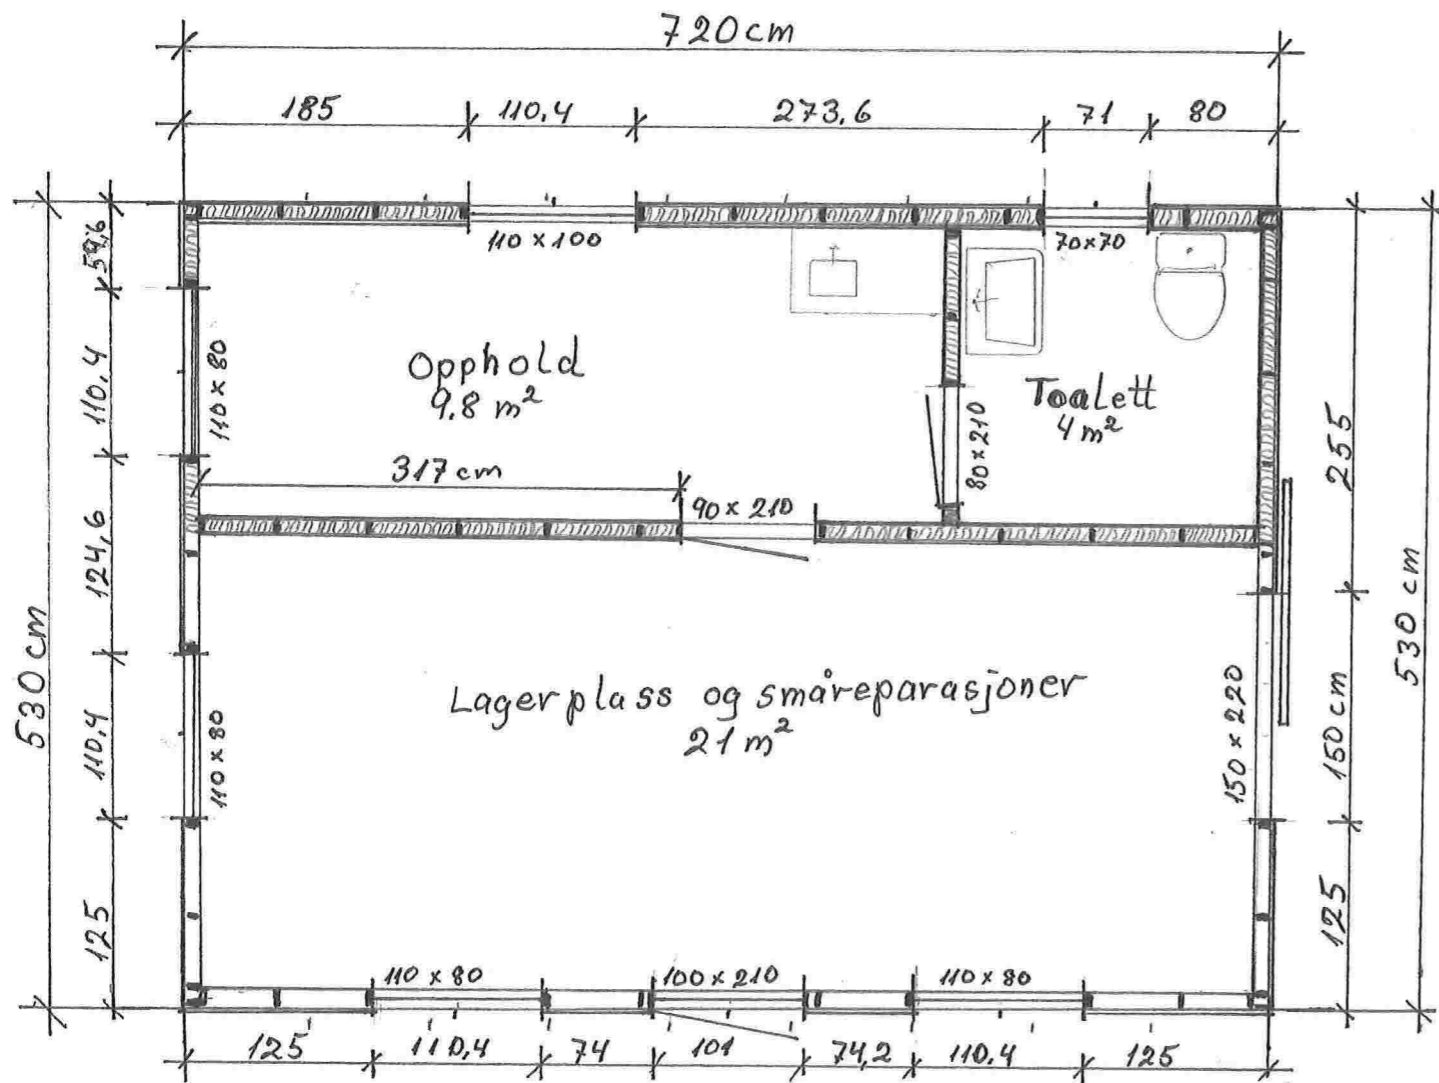 720 cm
185
110,4
273,6
71
80
59,6
110,4
124,6
110,4
125
530 cm
110 x 100
70x70
110 x 80
Opphold
9.8 m²
Toalett
4 m²
80 x 210
317 cm
90 x 210
Lagerplass og småreparasjoner
21 m²
110 x 80
150 x 220
255
150 cm
125
530 cm
110 x 80
100 x 210
110 x 80
125
110,4
74
101
74,2
110,4
125